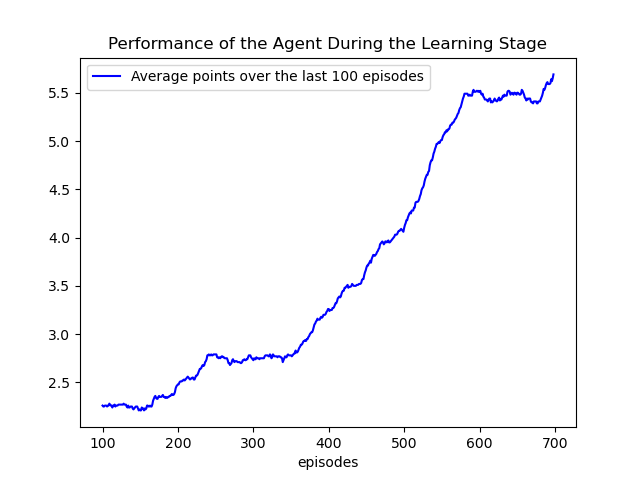 Performance of the Agent During the Learning Stage
Average points over the last 100 episodes
5.5
5.0
4.5
4.0
3.5
3.0
2.5
100 200 300 400 500 600 700
episodes